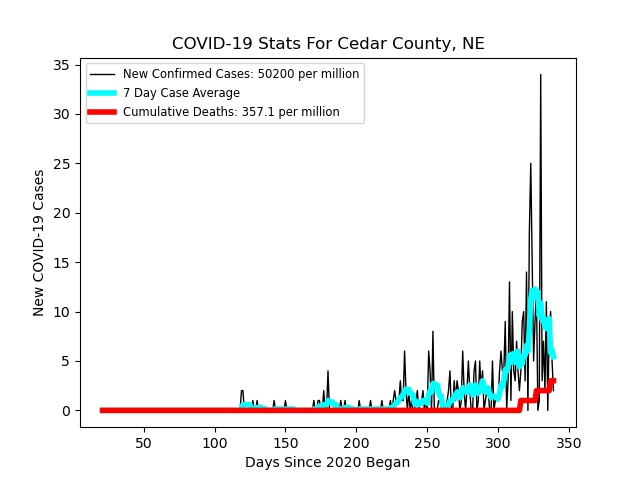 COVID-19 Stats For Cedar County, NE
New Confirmed Cases: 50200 per million
7 Day Case Average
Cumulative Deaths: 357.1 per million
35
30
25
20
15
10
5
0
New COVID-19 Cases
50 100 150 200 250 300 350
Days Since 2020 Began